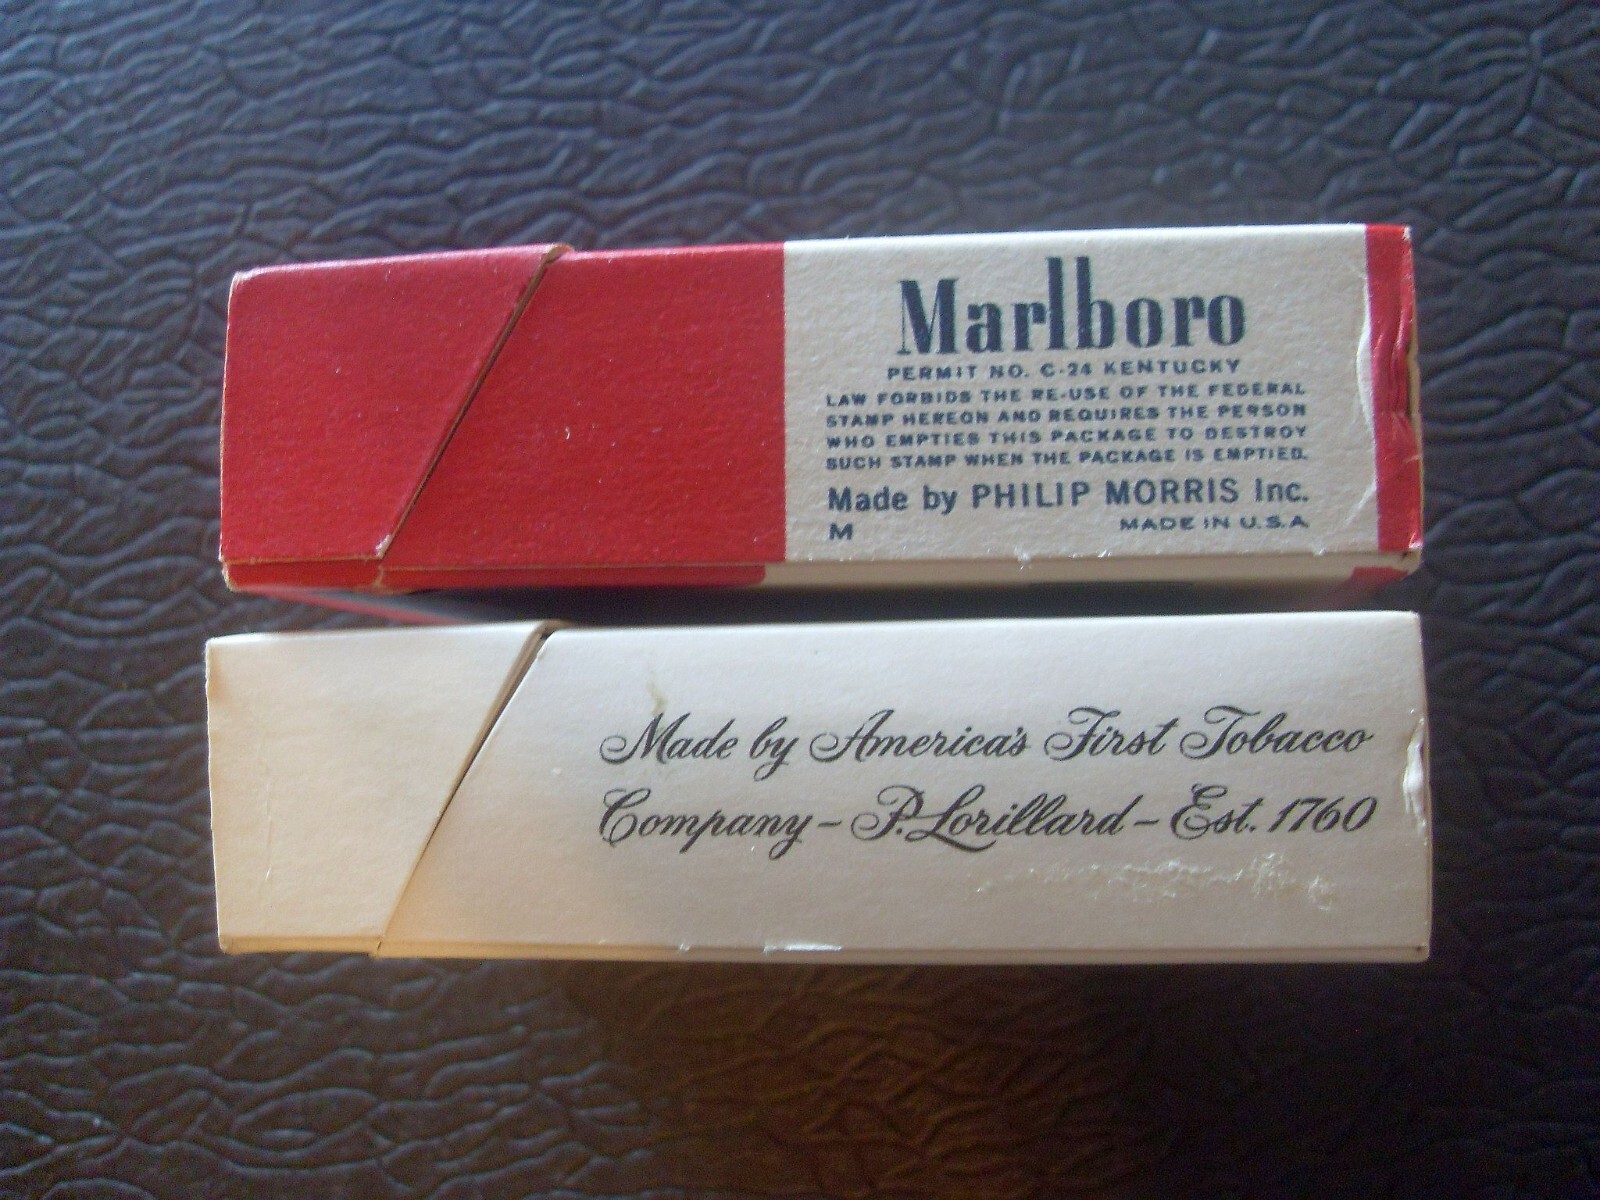 Marlboro
PERMIT NO. C-24 KENTUCKY
LAW FORBIDS THE RE-USE OF THE FEDERAL
STAMP HEREON AND REQUIRES THE PERSON
WHO EMPTIES THIS PACKAGE TO DESTROY
SUCH STAMP WHEN THE PACKAGE IS EMPTIED.
Made by PHILIP MORRIS Inc.
M MADE IN U.S.A.
Made by America's First Tobacco
Company – P. Lorillard – Est. 1760